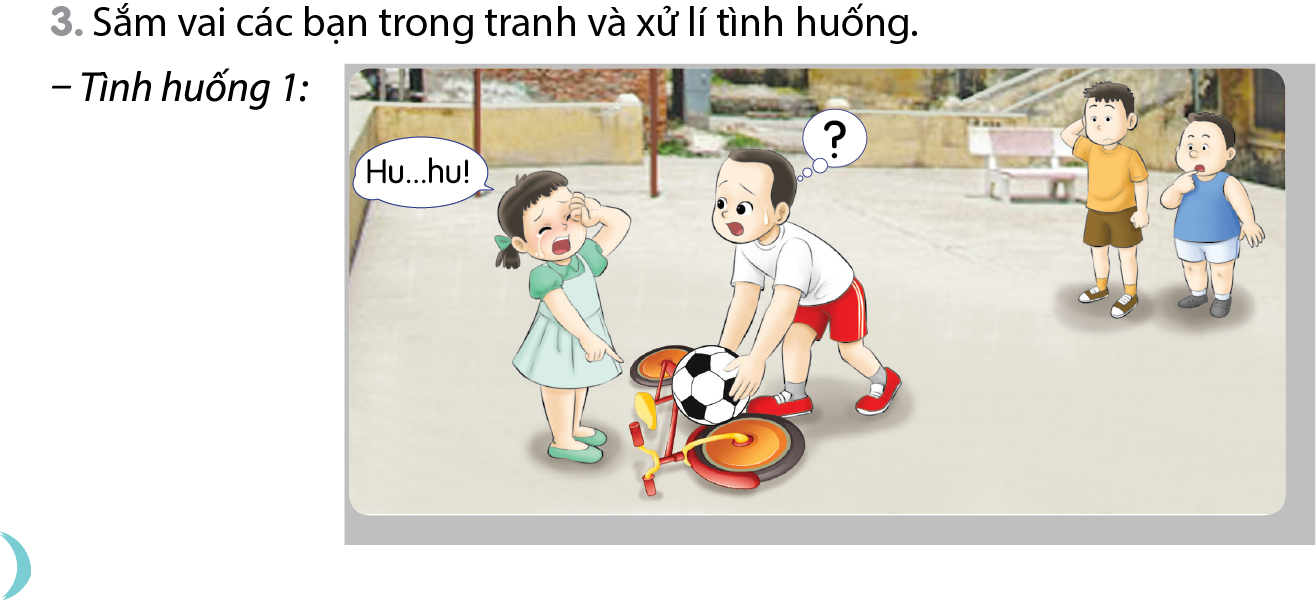 3. Sắm vai các bạn trong tranh và xử lí tình huống.
– Tình huống 1:
Hu...hu!
?